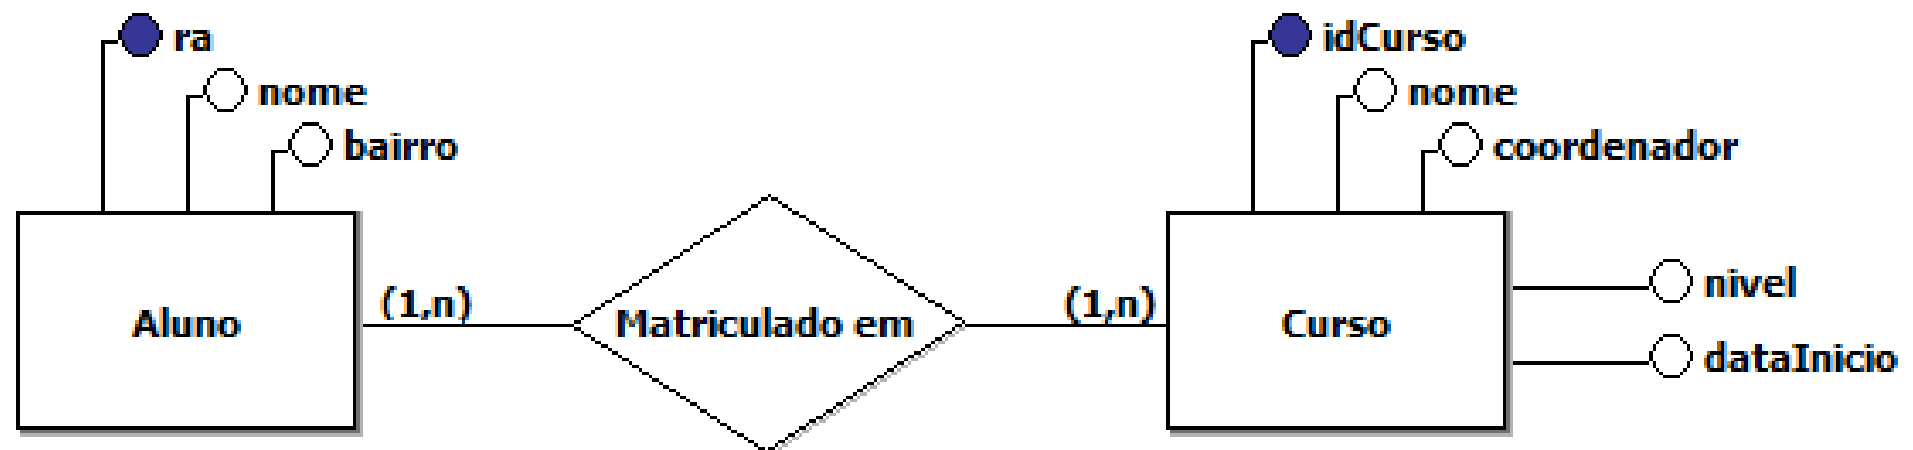 ra
nome
bairro
idCurso
nome
coordenador
Aluno
(1,n)
Matriculado em
(1,n)
Curso
nivel
dataInicio